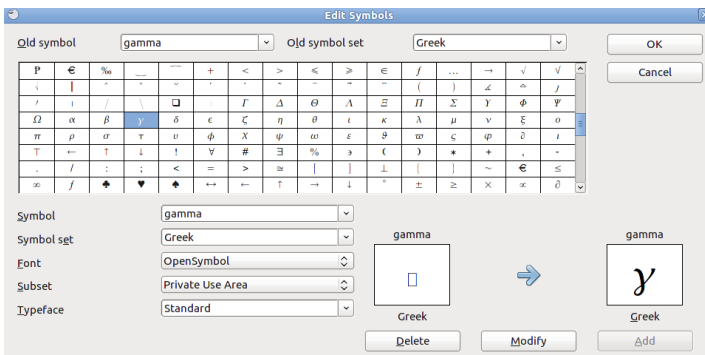 Edit Symbols
Old symbol gamma Old symbol set Greek OK
Cancel
₽ € ‰ + < > ⩽ ⩾ ∈ f … → √ √
( ) ∡
/ \ ❑ Γ Δ Θ Λ Ξ Π Σ Υ Φ Ψ
Ω α β γ δ ϵ ζ η θ ι κ λ μ ν ξ ο
π ρ σ τ υ ϕ χ ψ ω ε ϑ ϖ ς φ ∂ ı
⊤ ← ↑ ↓ ! ∀ # ∃ % ϶ ( ) ∗ + , -
. / : ; < = > ≅ [ ] ⊥ { } ~ € ≤
∞ f ♣ ♥ ♠ ↔ ← ↑ → ↓ ° ± ≥ × ∝ ∂
Symbol gamma
Symbol set Greek
Font OpenSymbol
Subset Private Use Area
Typeface Standard
gamma gamma
γ
Greek Greek
Delete Modify Add